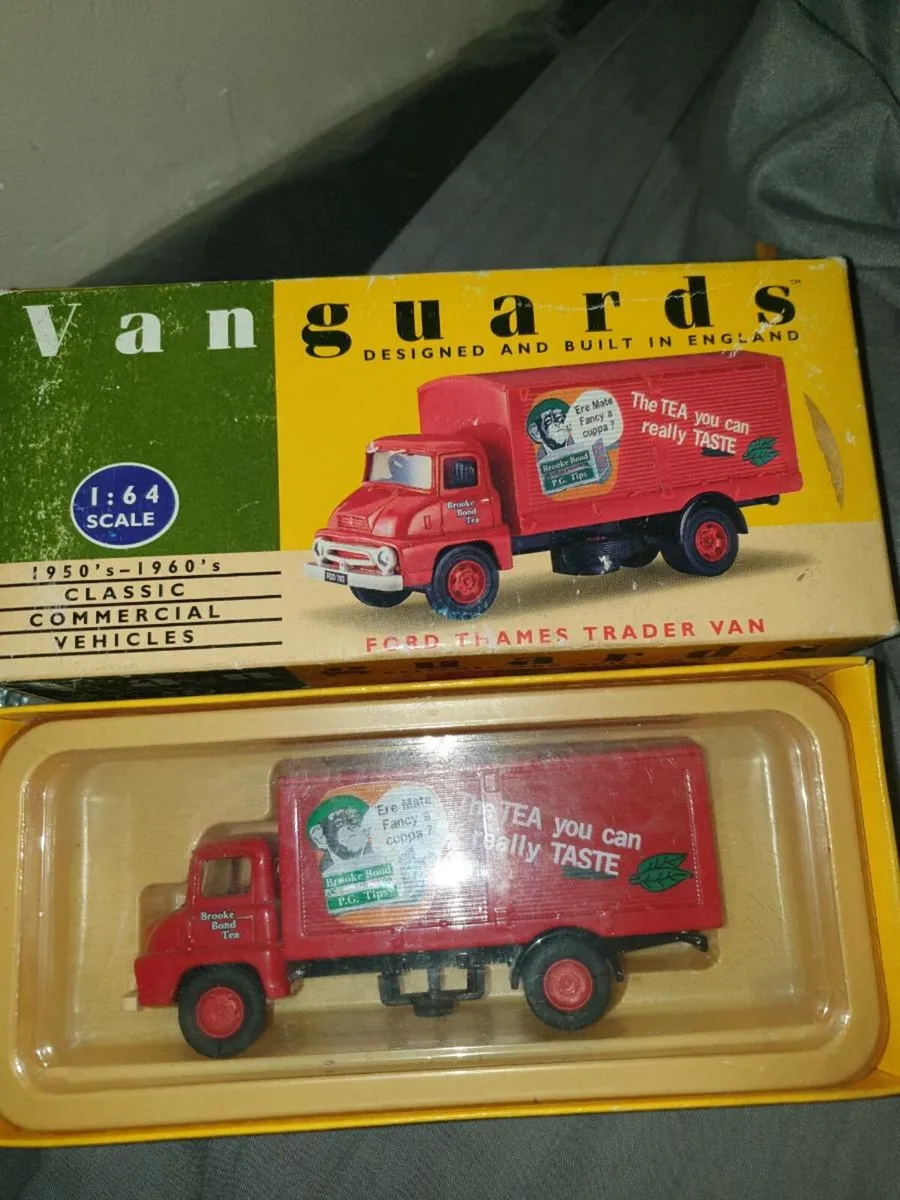 Vanguards™
DESIGNED AND BUILT IN ENGLAND
1:64
SCALE
1950's–1960's
CLASSIC
COMMERCIAL
VEHICLES
Ere Mate
Fancy a
cuppa?
Brooke Bond
P.G. Tips
The TEA you can
really TASTE
Brooke
Bond
Tea
FORD THAMES TRADER VAN
guards
Ere Mate
Fancy a
cuppa?
Brooke Bond
P.G. Tips
The TEA you can
really TASTE
Brooke
Bond
Tea